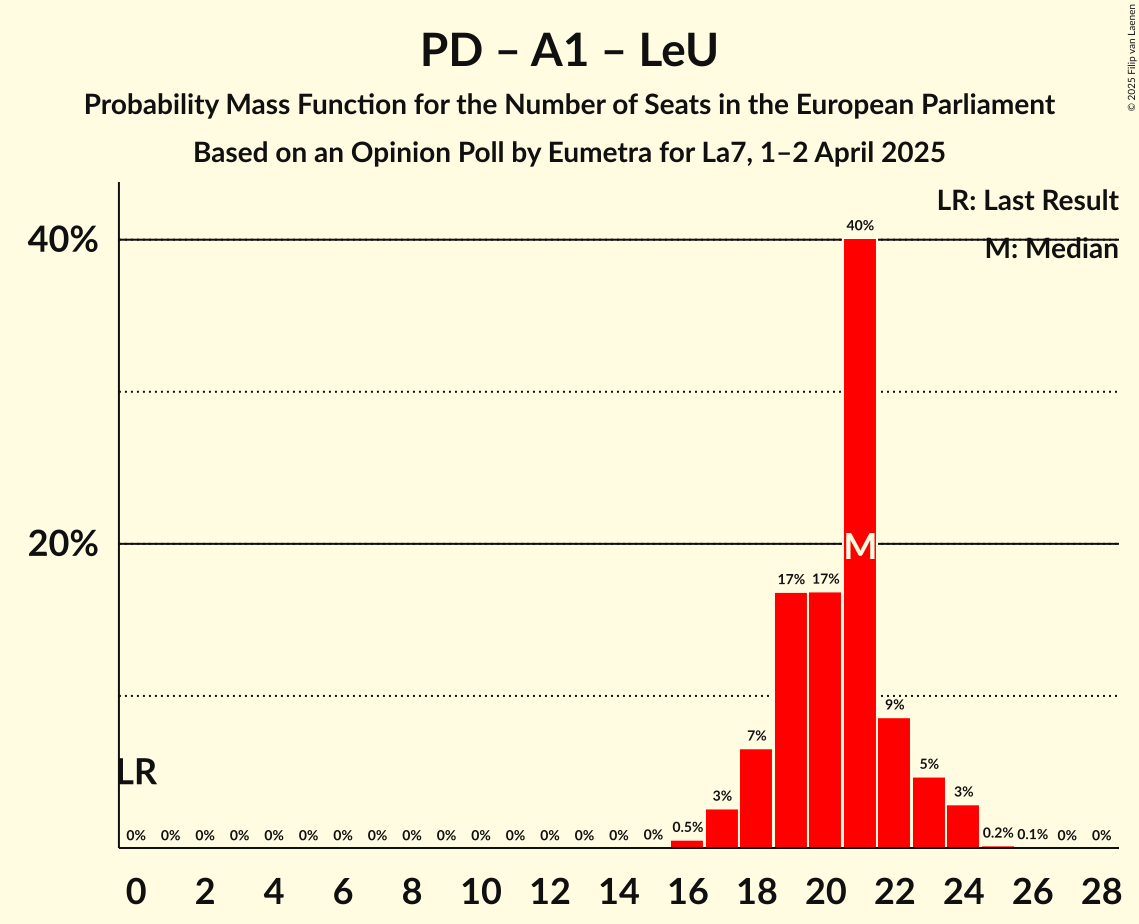 PD – A1 – LeU
Probability Mass Function for the Number of Seats in the European Parliament
Based on an Opinion Poll by Eumetra for La7, 1–2 April 2025
© 2025 Filip van Laenen
LR: Last Result
M: Median
40%
20%
40%
M
17% 17%
9%
7%
5%
3% 3%
LR
0% 0% 0% 0% 0% 0% 0% 0% 0% 0% 0% 0% 0% 0% 0% 0% 0.5% 0.2% 0.1% 0% 0%
0 2 4 6 8 10 12 14 16 18 20 22 24 26 28